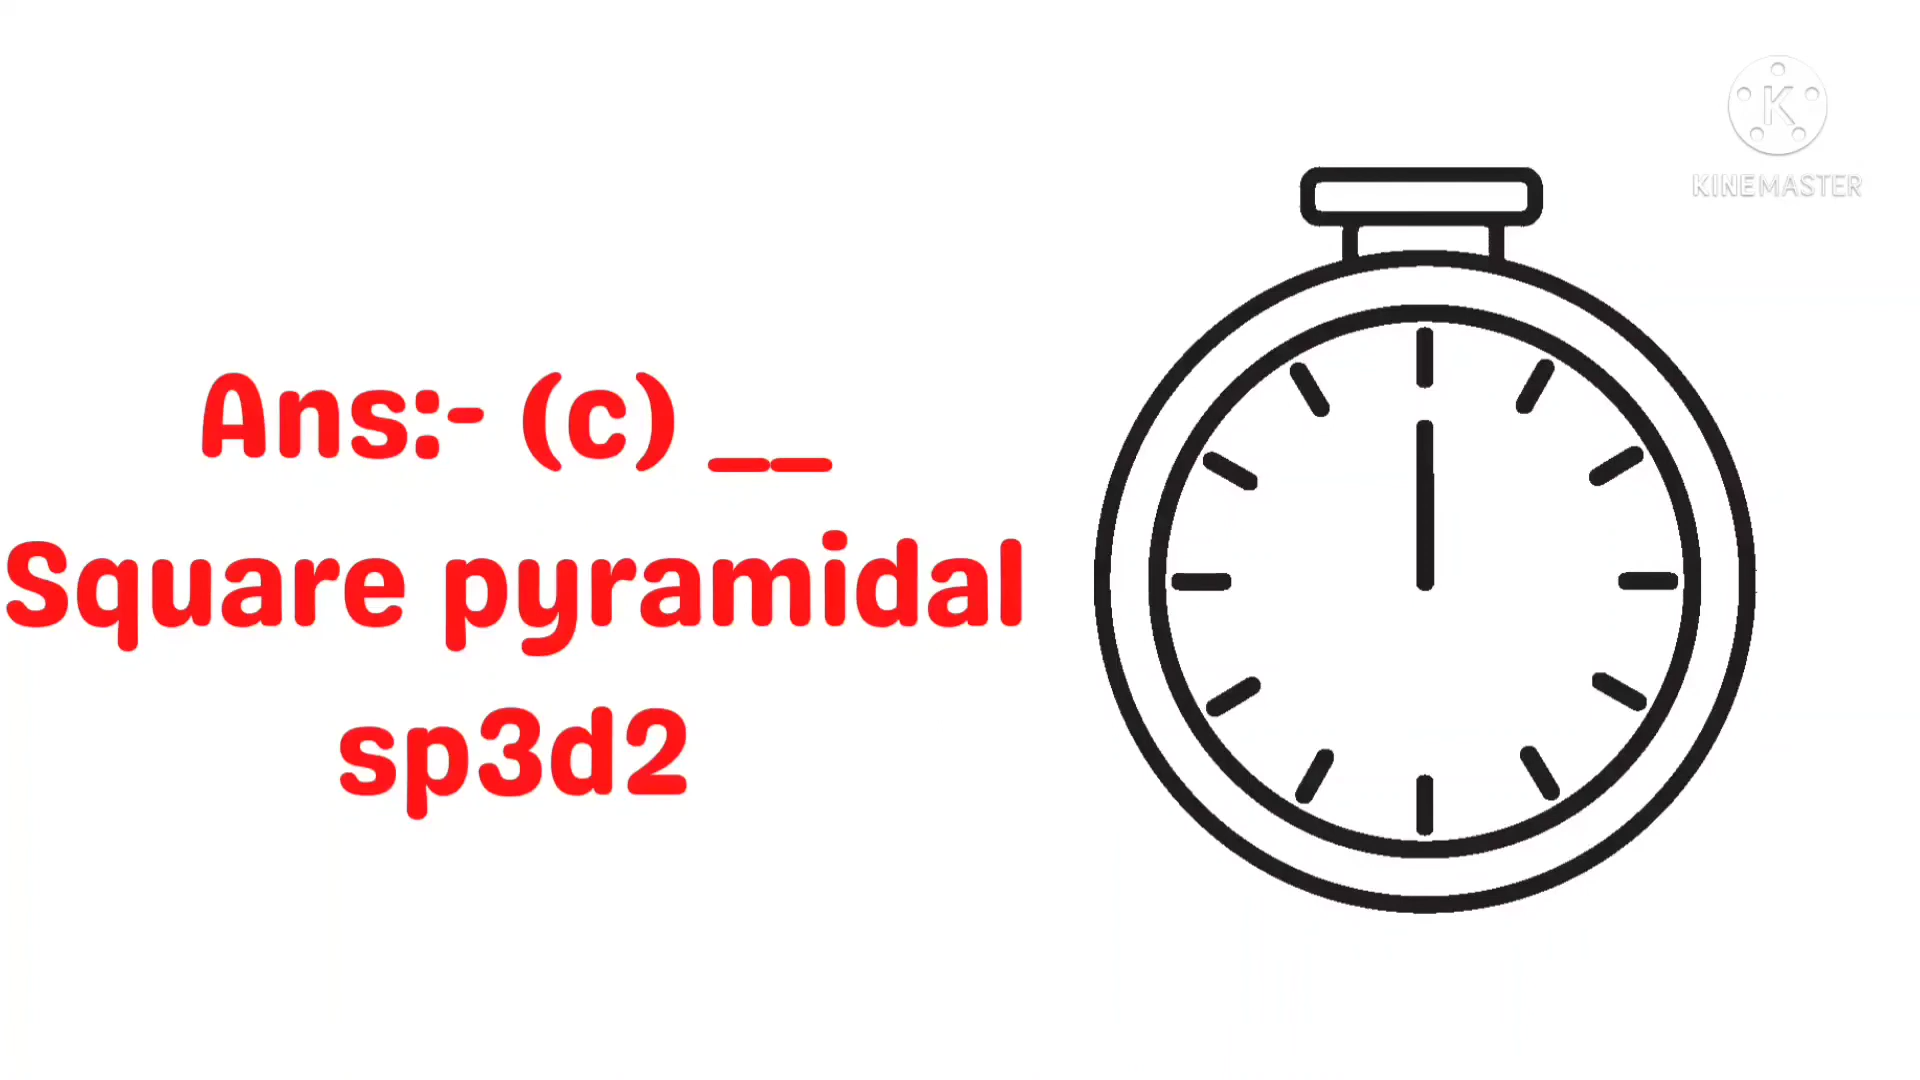 Ans:- (c) __
Square pyramidal
sp3d2
K
KINEMASTER